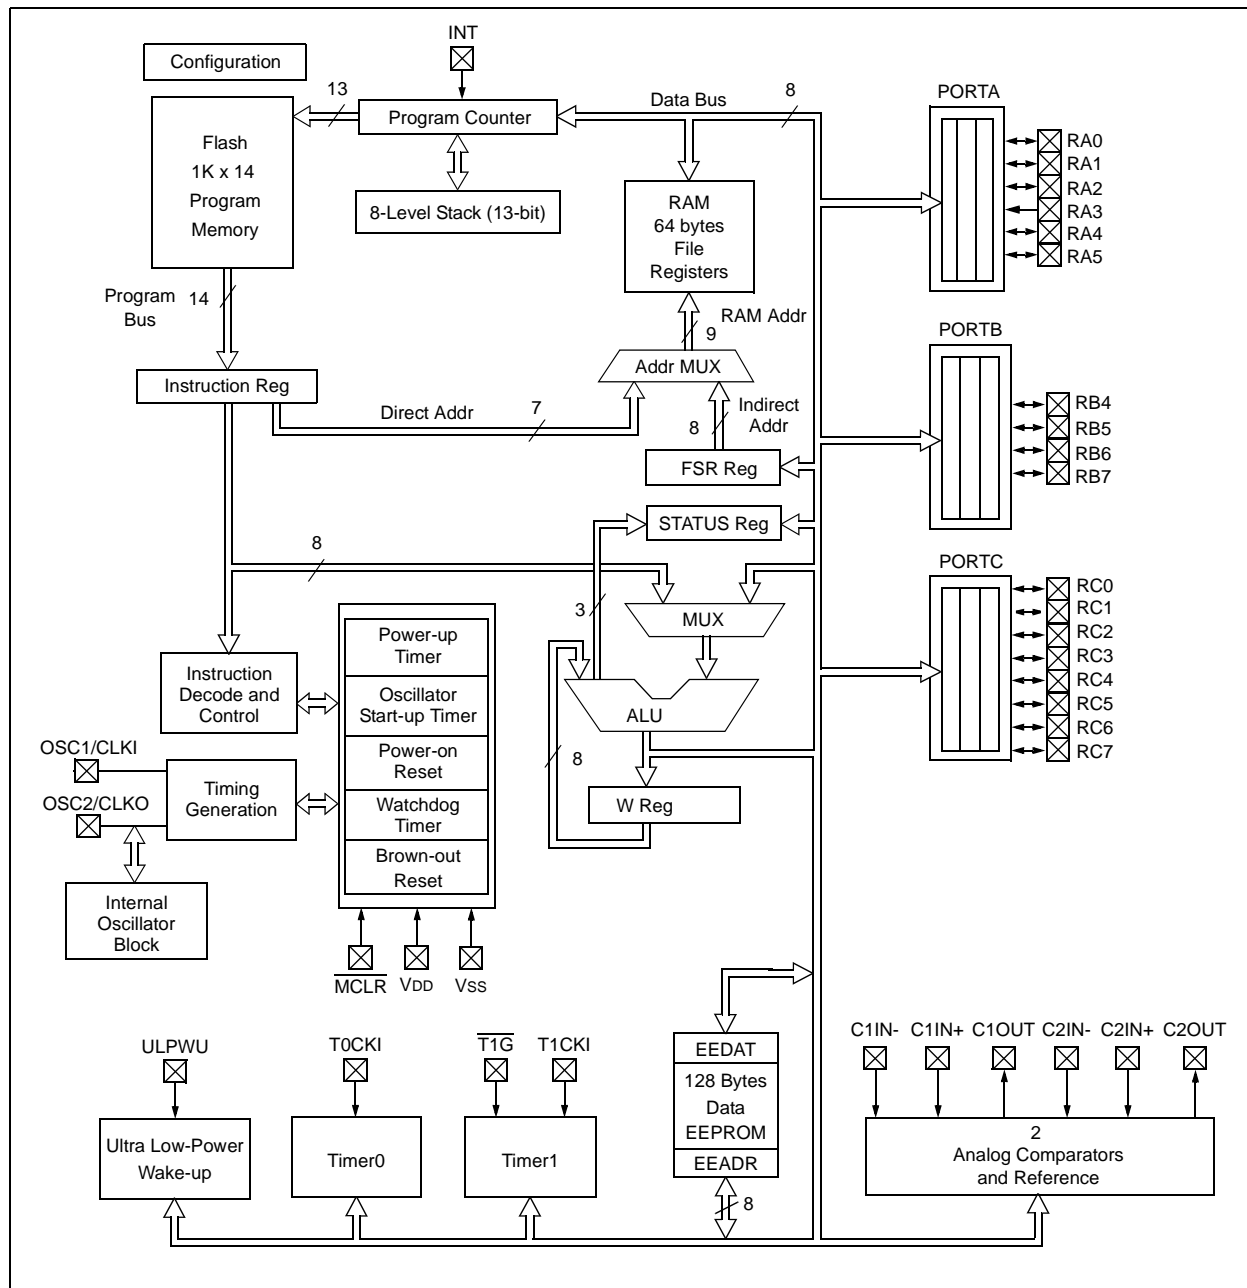 INT
Configuration
13
Data Bus
8
PORTA
Program Counter
Flash
1K x 14
Program
Memory
8-Level Stack (13-bit)
RAM
64 bytes
File
Registers
RA0
RA1
RA2
RA3
RA4
RA5
Program
Bus
14
RAM Addr
9
PORTB
Addr MUX
Instruction Reg
Direct Addr
7
Indirect
Addr
8
RB4
RB5
RB6
RB7
FSR Reg
STATUS Reg
8
PORTC
3
MUX
RC0
RC1
RC2
RC3
RC4
RC5
RC6
RC7
Power-up
Timer
Instruction
Decode and
Control
Oscillator
Start-up Timer
ALU
OSC1/CLKI
Power-on
Reset
8
Timing
Generation
OSC2/CLKO
Watchdog
Timer
W Reg
Brown-out
Reset
Internal
Oscillator
Block
MCLR
VDD
VSS
ULPWU
T0CKI
T1G
T1CKI
EEDAT
128 Bytes
Data
EEPROM
EEADR
8
C1IN-
C1IN+
C1OUT
C2IN-
C2IN+
C2OUT
Ultra Low-Power
Wake-up
Timer0
Timer1
2
Analog Comparators
and Reference